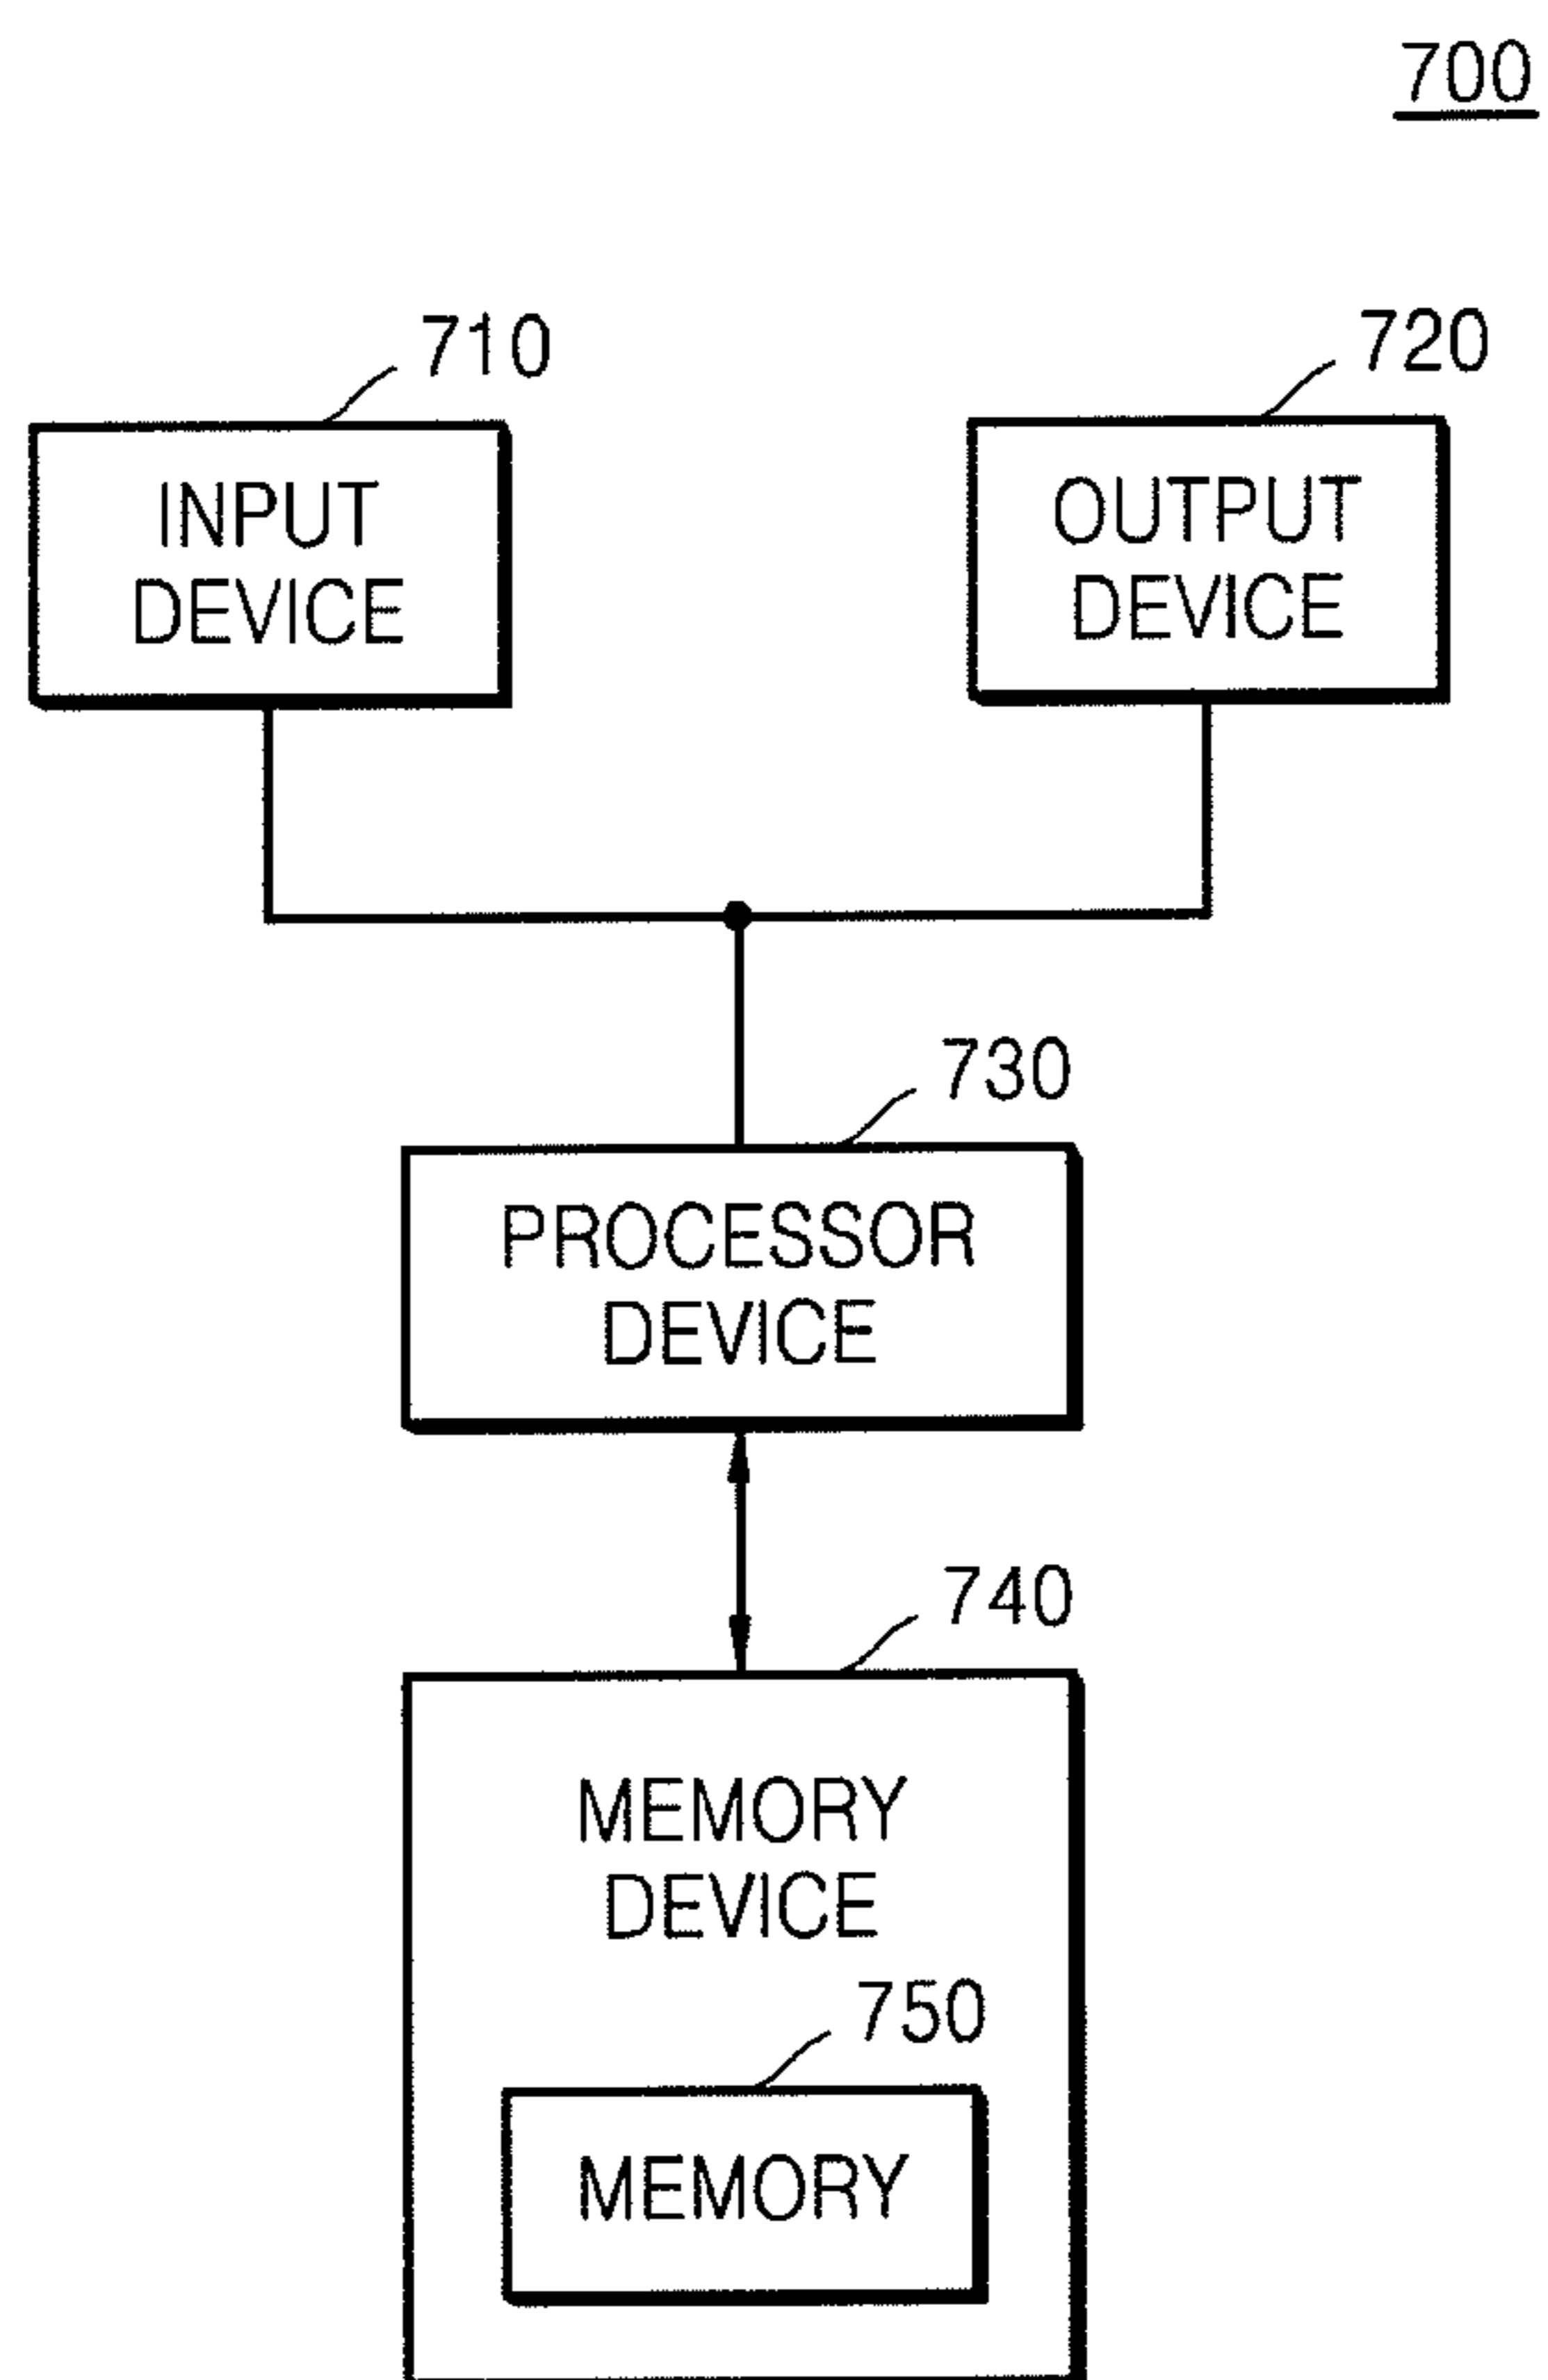 700
710
720
INPUT
DEVICE
OUTPUT
DEVICE
730
PROCESSOR
DEVICE
740
MEMORY
DEVICE
750
MEMORY